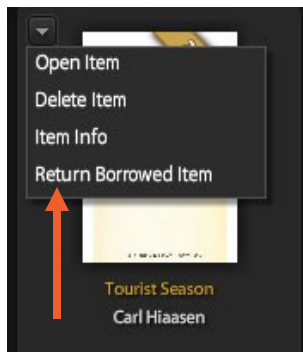 Open Item
Delete Item
Item Info
Return Borrowed Item
Tourist Season
Carl Hiaasen